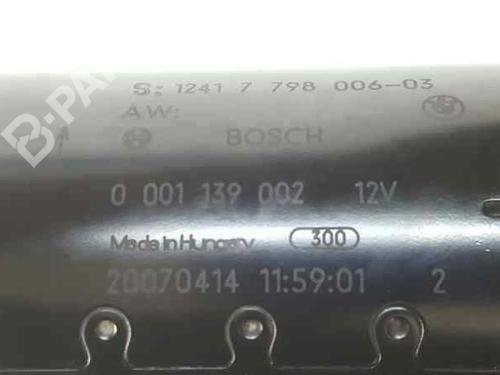 S: 1241 7 798 006-03
AW:
BOSCH
0 001 139 002 12V
Made in Hungary 300
20070414 11:59:01 2
B-PARTS